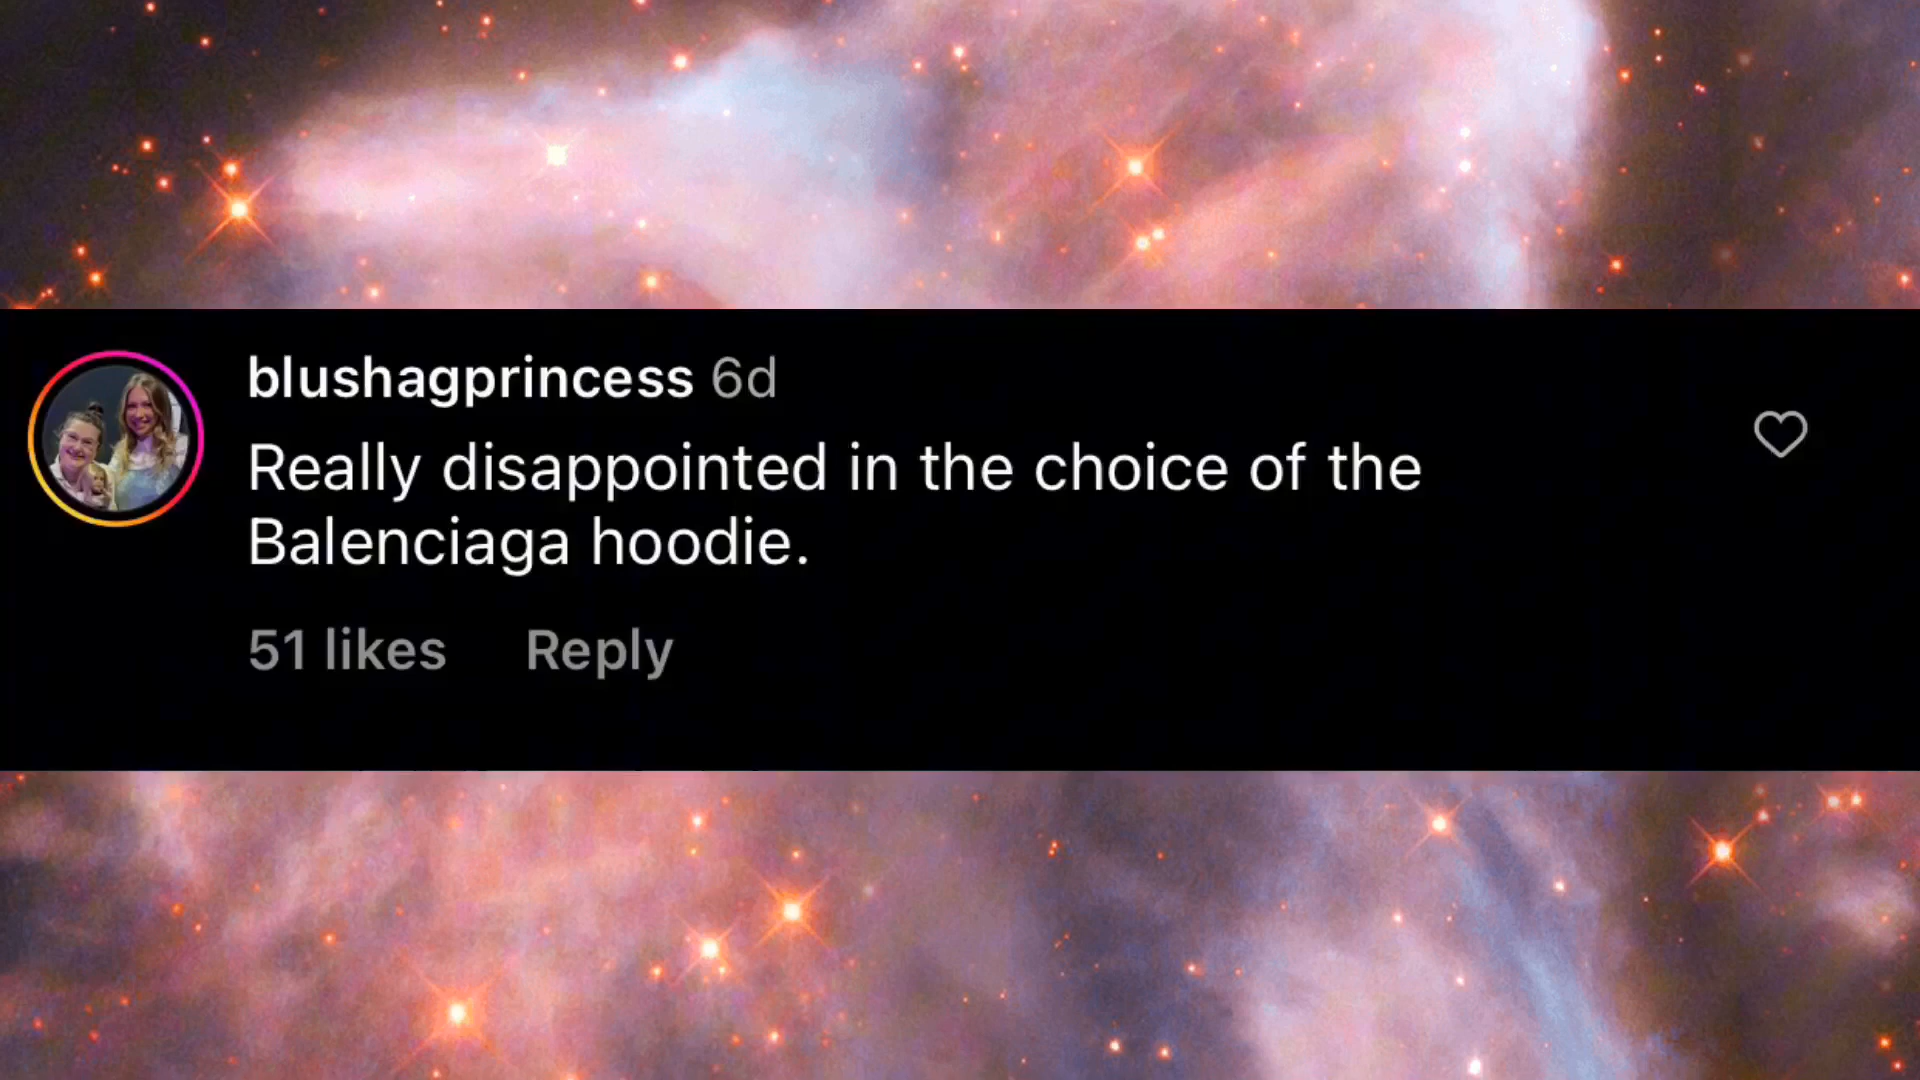 blushagprincess 6d
Really disappointed in the choice of the
Balenciaga hoodie.
51 likes Reply